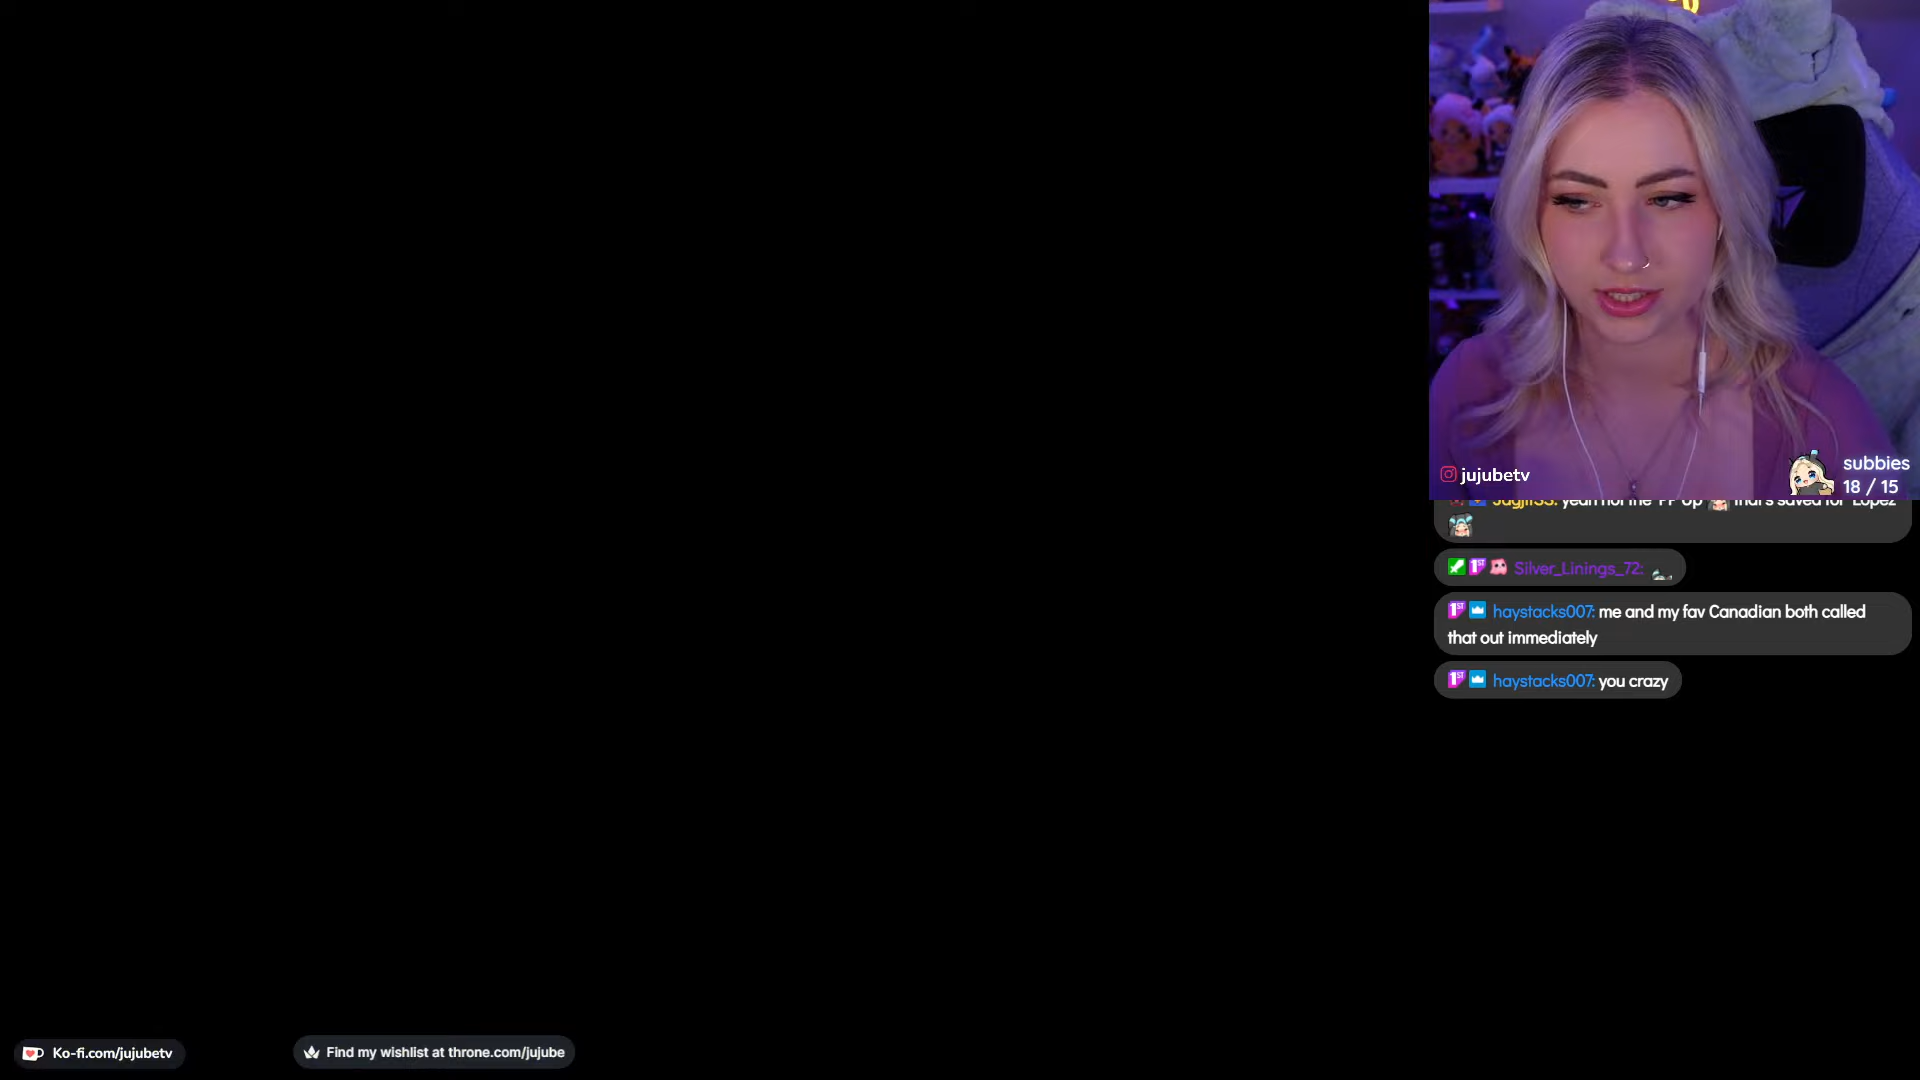 jujubetv
subbies
18 / 15
Silver_Linings_72:
haystacks007: me and my fav Canadian both called
that out immediately
haystacks007: you crazy
Ko-fi.com/jujubetv
Find my wishlist at throne.com/jujube